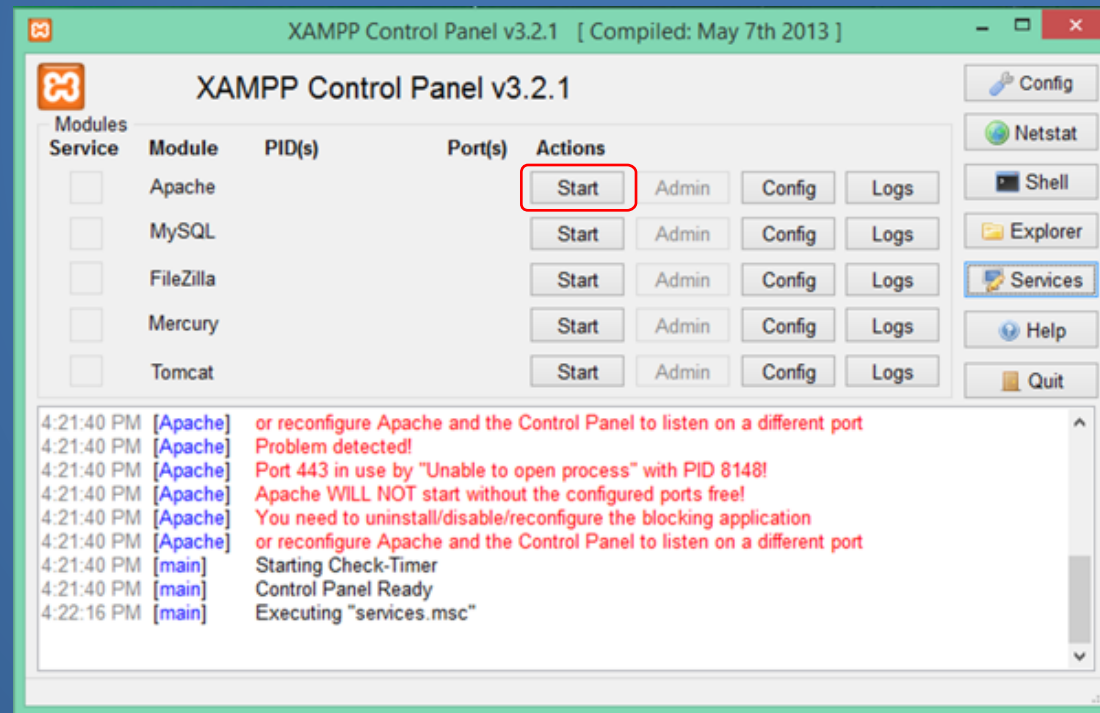 XAMPP Control Panel v3.2.1 [ Compiled: May 7th 2013 ]
XAMPP Control Panel v3.2.1
Config
Modules
Netstat
Service Module PID(s) Port(s) Actions
Apache Start Admin Config Logs
Shell
MySQL Start Admin Config Logs
Explorer
FileZilla Start Admin Config Logs
Services
Mercury Start Admin Config Logs
Help
Tomcat Start Admin Config Logs
Quit
4:21:40 PM [Apache] or reconfigure Apache and the Control Panel to listen on a different port
4:21:40 PM [Apache] Problem detected!
4:21:40 PM [Apache] Port 443 in use by "Unable to open process" with PID 8148!
4:21:40 PM [Apache] Apache WILL NOT start without the configured ports free!
4:21:40 PM [Apache] You need to uninstall/disable/reconfigure the blocking application
4:21:40 PM [Apache] or reconfigure Apache and the Control Panel to listen on a different port
4:21:40 PM [main] Starting Check-Timer
4:21:40 PM [main] Control Panel Ready
4:22:16 PM [main] Executing "services.msc"